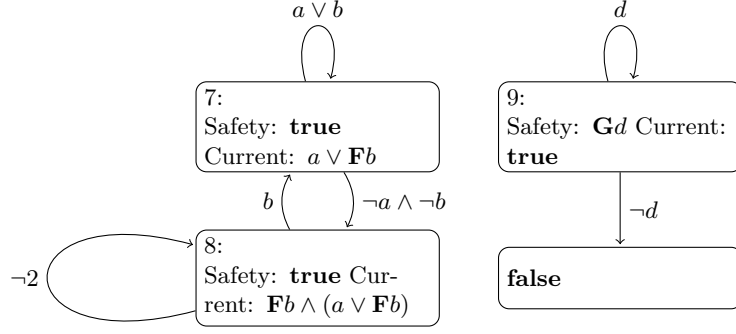 a ∨ b
d
7:
Safety: true
Current: a ∨ Fb
9:
Safety: Gd Current:
true
b
¬a ∧ ¬b
¬d
8:
Safety: true Cur-
rent: Fb ∧ (a ∨ Fb)
¬2
false